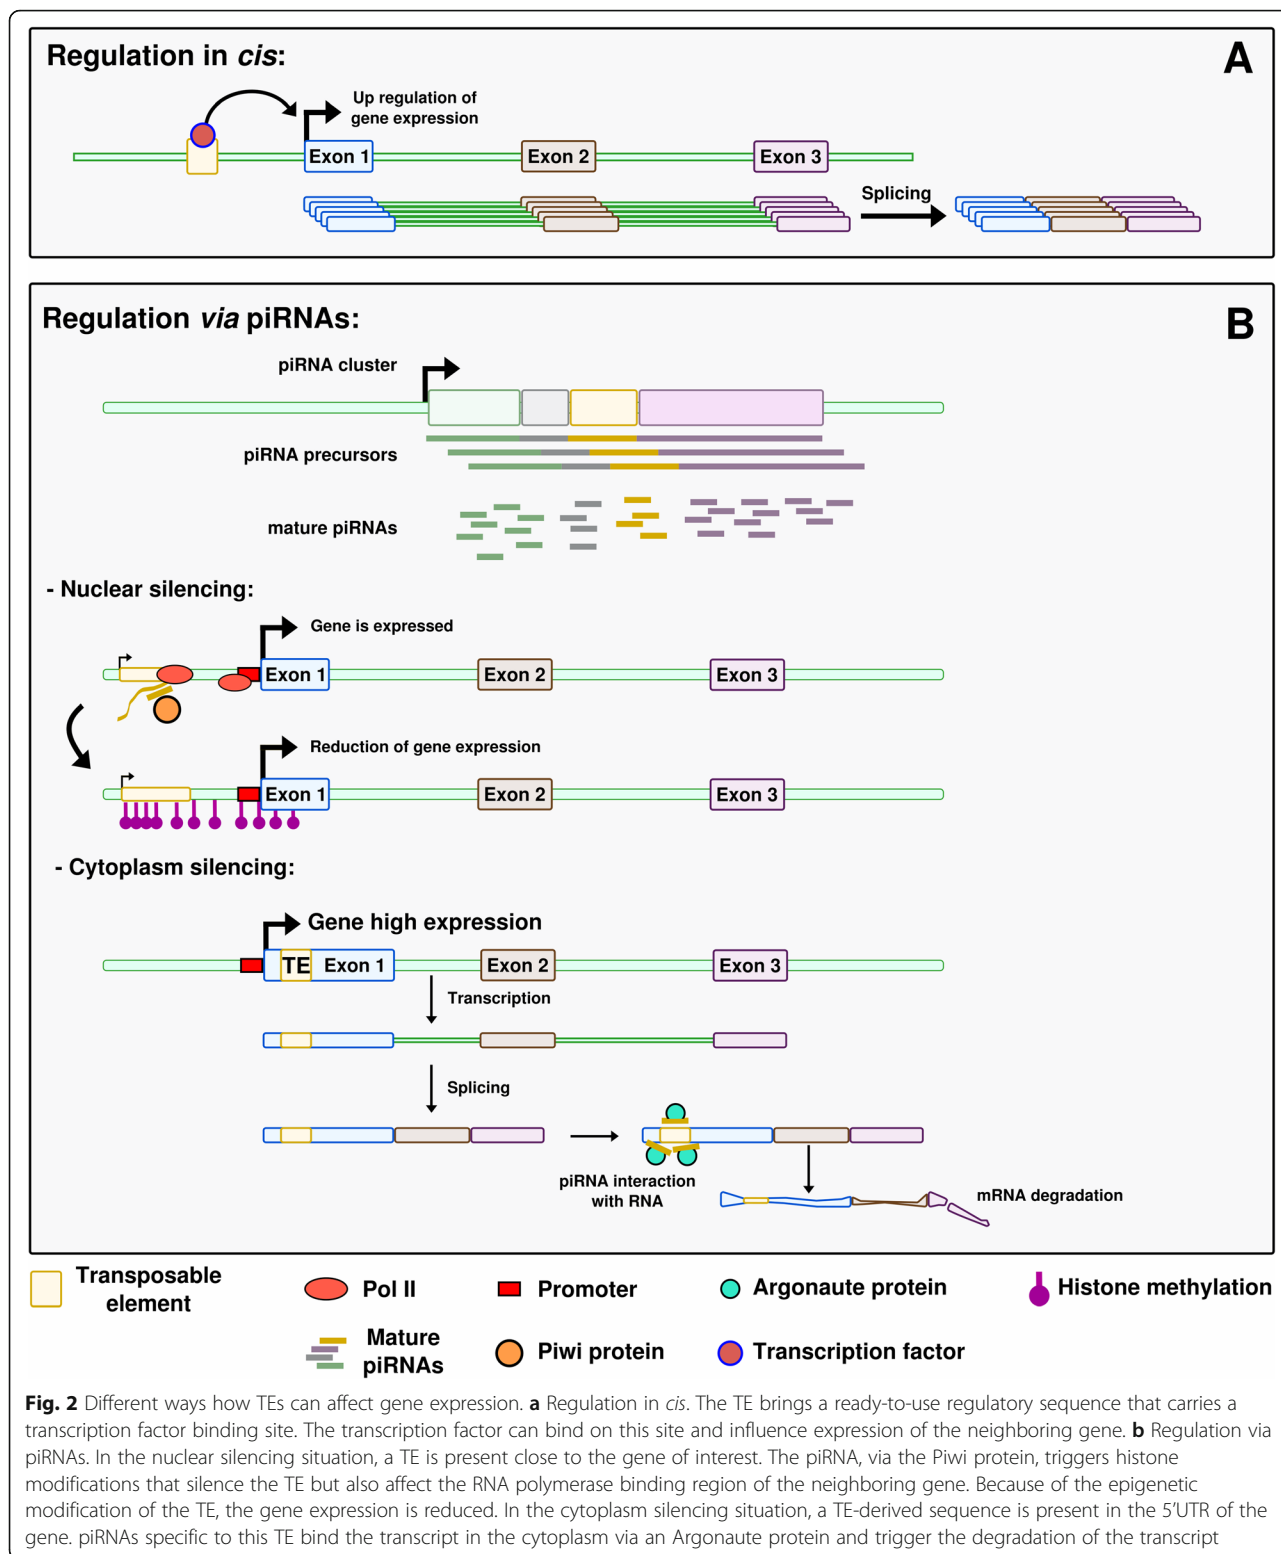 Regulation in cis:
A
Up regulation of
gene expression
Exon 1
Exon 2
Exon 3
Splicing
Regulation via piRNAs:
B
piRNA cluster
piRNA precursors
mature piRNAs
- Nuclear silencing:
Gene is expressed
Exon 1
Exon 2
Exon 3
Reduction of gene expression
Exon 1
Exon 2
Exon 3
- Cytoplasm silencing:
Gene high expression
TE
Exon 1
Exon 2
Exon 3
Transcription
Splicing
piRNA interaction
with RNA
mRNA degradation
Transposable
element
Pol II
Promoter
Argonaute protein
Histone methylation
Mature
piRNAs
Piwi protein
Transcription factor
Fig. 2 Different ways how TEs can affect gene expression. a Regulation in cis. The TE brings a ready-to-use regulatory sequence that carries a
transcription factor binding site. The transcription factor can bind on this site and influence expression of the neighboring gene. b Regulation via
piRNAs. In the nuclear silencing situation, a TE is present close to the gene of interest. The piRNA, via the Piwi protein, triggers histone
modifications that silence the TE but also affect the RNA polymerase binding region of the neighboring gene. Because of the epigenetic
modification of the TE, the gene expression is reduced. In the cytoplasm silencing situation, a TE-derived sequence is present in the 5'UTR of the
gene. piRNAs specific to this TE bind the transcript in the cytoplasm via an Argonaute protein and trigger the degradation of the transcript